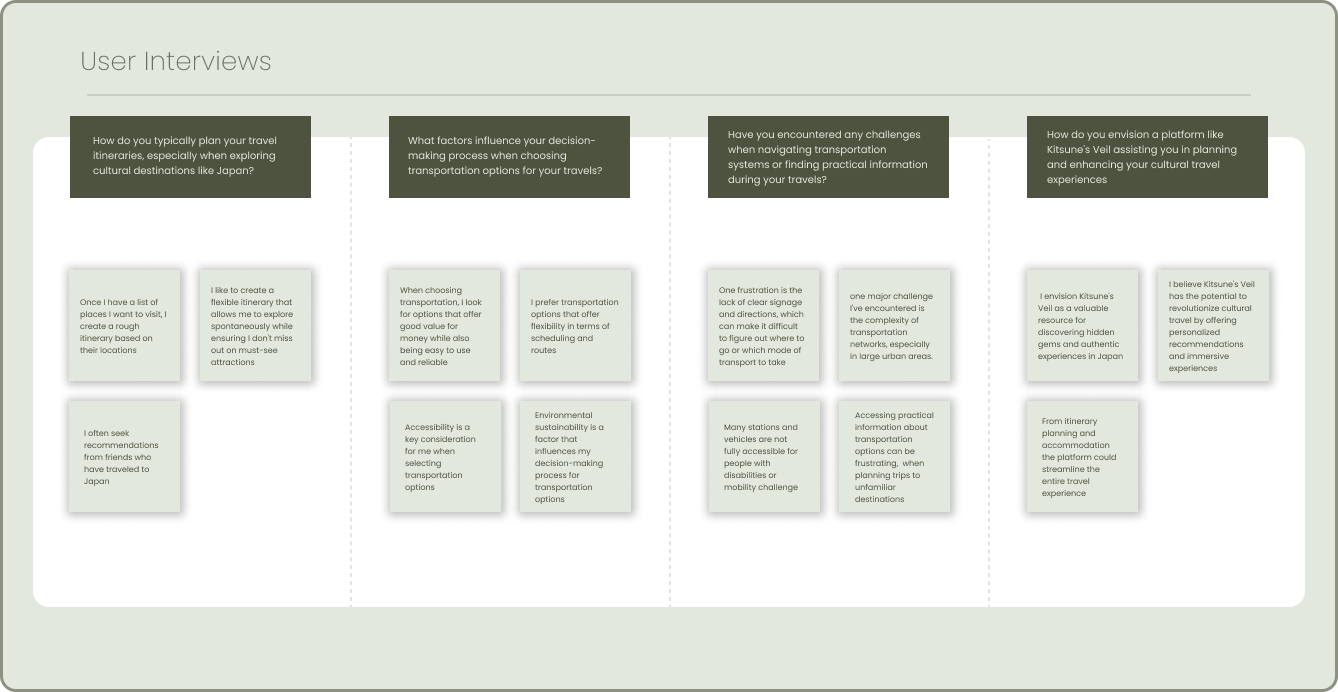 User Interviews
How do you typically plan your travel
itineraries, especially when exploring
cultural destinations like Japan?
Once I have a list of
places I want to visit, I
create a rough
itinerary based on
their locations
I like to create a
flexible itinerary that
allows me to explore
spontaneously while
ensuring I don't miss
out on must-see
attractions
I often seek
recommendations
from friends who
have traveled to
Japan
What factors influence your decision-
making process when choosing
transportation options for your travels?
When choosing
transportation, I look
for options that offer
good value for
money while also
being easy to use
and reliable
I prefer transportation
options that offer
flexibility in terms of
scheduling and
routes
Accessibility is a
key consideration
for me when
selecting
transportation
options
Environmental
sustainability is a
factor that
influences my
decision-making
process for
transportation
options
Have you encountered any challenges
when navigating transportation
systems or finding practical information
during your travels?
One frustration is the
lack of clear signage
and directions, which
can make it difficult
to figure out where to
go or which mode of
transport to take
one major challenge
I've encountered is
the complexity of
transportation
networks, especially
in large urban areas.
Many stations and
vehicles are not
fully accessible for
people with
disabilities or
mobility challenge
Accessing practical
information about
transportation
options can be
frustrating, when
planning trips to
unfamiliar
destinations
How do you envision a platform like
Kitsune's Veil assisting you in planning
and enhancing your cultural travel
experiences
I envision Kitsune's
Veil as a valuable
resource for
discovering hidden
gems and authentic
experiences in Japan
I believe Kitsune's Veil
has the potential to
revolutionize cultural
travel by offering
personalized
recommendations
and immersive
experiences
From itinerary
planning and
accommodation
the platform could
streamline the
entire travel
experience